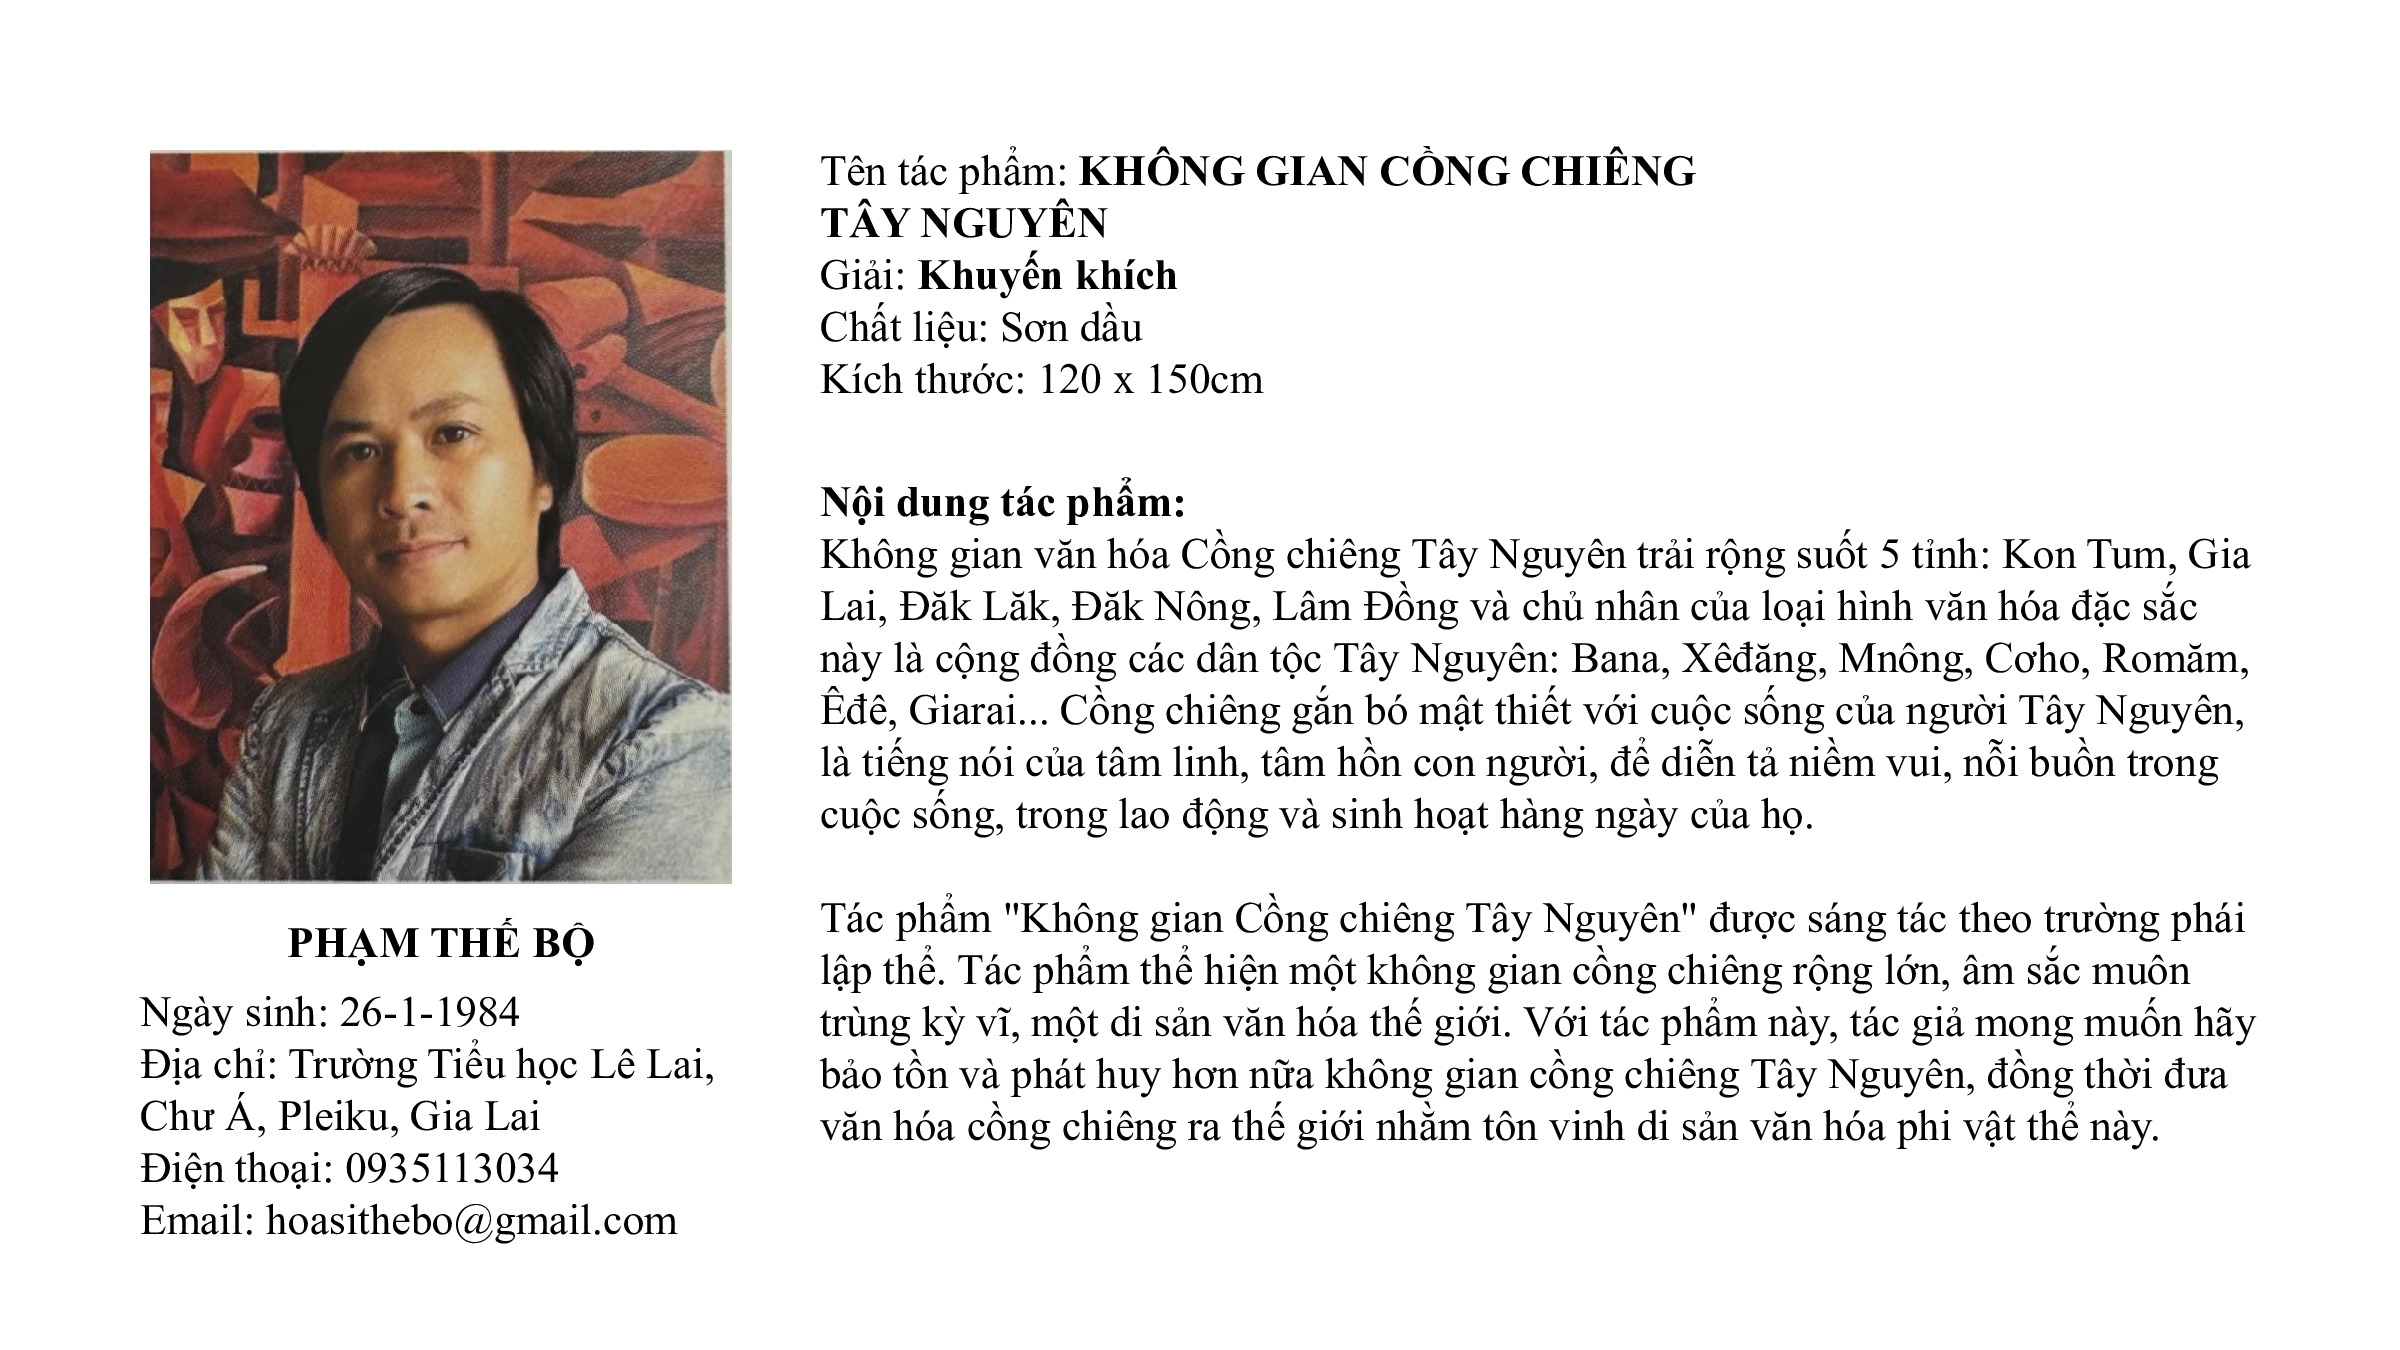 PHẠM THẾ BỘ
Ngày sinh: 26-1-1984
Địa chỉ: Trường Tiểu học Lê Lai,
Chư Á, Pleiku, Gia Lai
Điện thoại: 0935113034
Email: hoasithebo@gmail.com
Tên tác phẩm: KHÔNG GIAN CỒNG CHIÊNG
TÂY NGUYÊN
Giải: Khuyến khích
Chất liệu: Sơn dầu
Kích thước: 120 x 150cm
Nội dung tác phẩm:
Không gian văn hóa Cồng chiêng Tây Nguyên trải rộng suốt 5 tỉnh: Kon Tum, Gia
Lai, Đăk Lăk, Đăk Nông, Lâm Đồng và chủ nhân của loại hình văn hóa đặc sắc
này là cộng đồng các dân tộc Tây Nguyên: Bana, Xêđăng, Mnông, Cơho, Romăm,
Êđê, Giarai... Cồng chiêng gắn bó mật thiết với cuộc sống của người Tây Nguyên,
là tiếng nói của tâm linh, tâm hồn con người, để diễn tả niềm vui, nỗi buồn trong
cuộc sống, trong lao động và sinh hoạt hàng ngày của họ.
Tác phẩm "Không gian Cồng chiêng Tây Nguyên" được sáng tác theo trường phái
lập thể. Tác phẩm thể hiện một không gian cồng chiêng rộng lớn, âm sắc muôn
trùng kỳ vĩ, một di sản văn hóa thế giới. Với tác phẩm này, tác giả mong muốn hãy
bảo tồn và phát huy hơn nữa không gian cồng chiêng Tây Nguyên, đồng thời đưa
văn hóa cồng chiêng ra thế giới nhằm tôn vinh di sản văn hóa phi vật thể này.